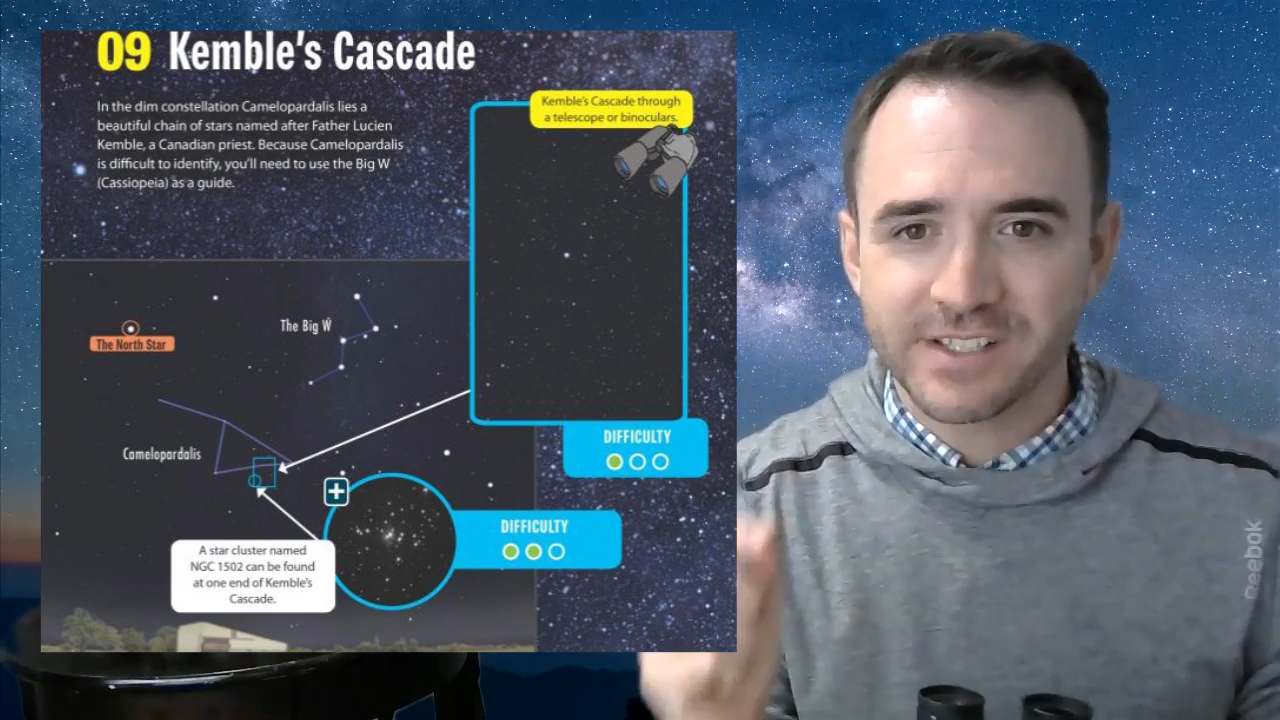 09 Kemble's Cascade
In the dim constellation Camelopardalis lies a
beautiful chain of stars named after Father Lucien
Kemble, a Canadian priest. Because Camelopardalis
is difficult to identify, you'll need to use the Big W
(Cassiopeia) as a guide.
Kemble's Cascade through
a telescope or binoculars.
The North Star
The Big W
Camelopardalis
DIFFICULTY
DIFFICULTY
A star cluster named
NGC 1502 can be found
at one end of Kemble's
Cascade.
Reebok